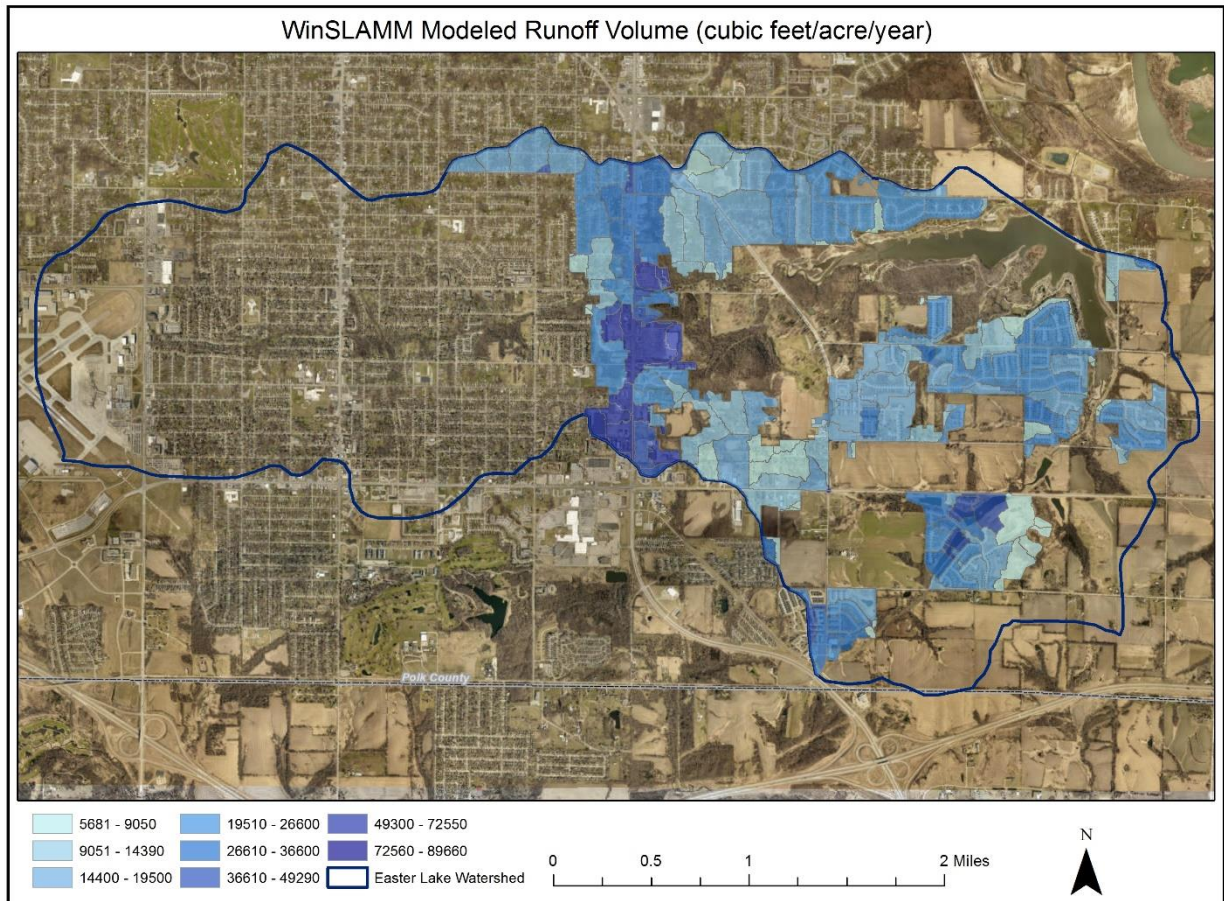 WinSLAMM Modeled Runoff Volume (cubic feet/acre/year)
Polk County
5681 - 9050
9051 - 14390
14400 - 19500
19510 - 26600
26610 - 36600
36610 - 49290
49300 - 72550
72560 - 89660
Easter Lake Watershed
0 0.5 1 2 Miles
N